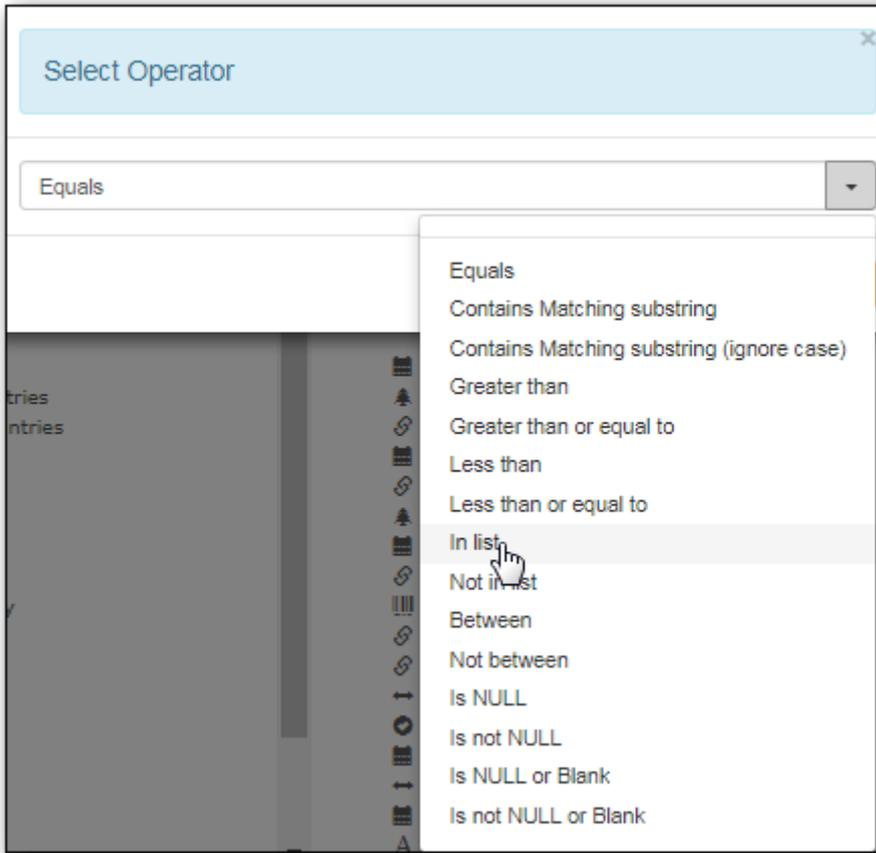 ×
Select Operator
Equals
Equals
Contains Matching substring
Contains Matching substring (ignore case)
Greater than
tries
Greater than or equal to
ntries
Less than
Less than or equal to
In list
Not in list
y
Between
Not between
Is NULL
Is not NULL
Is NULL or Blank
Is not NULL or Blank
A